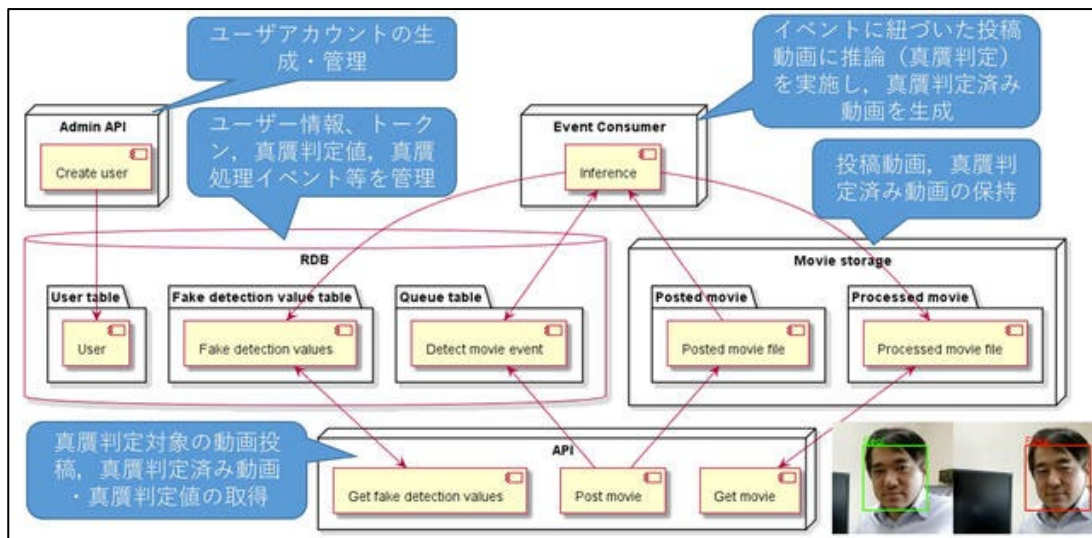 ユーザアカウントの生
成・管理
イベントに紐づいた投稿
動画に推論（真贋判定）
を実施し，真贋判定済み
動画を生成
Admin API
Create user
ユーザー情報、トーク
ン，真贋判定値，真贋
処理イベント等を管理
Event Consumer
Inference
投稿動画，真贋判
定済み動画の保持
RDB
User table
User
Fake detection value table
Fake detection values
Queue table
Detect movie event
Movie storage
Posted movie
Posted movie file
Processed movie
Processed movie file
真贋判定対象の動画投
稿，真贋判定済み動画
・真贋判定値の取得
API
Get fake detection values
Post movie
Get movie